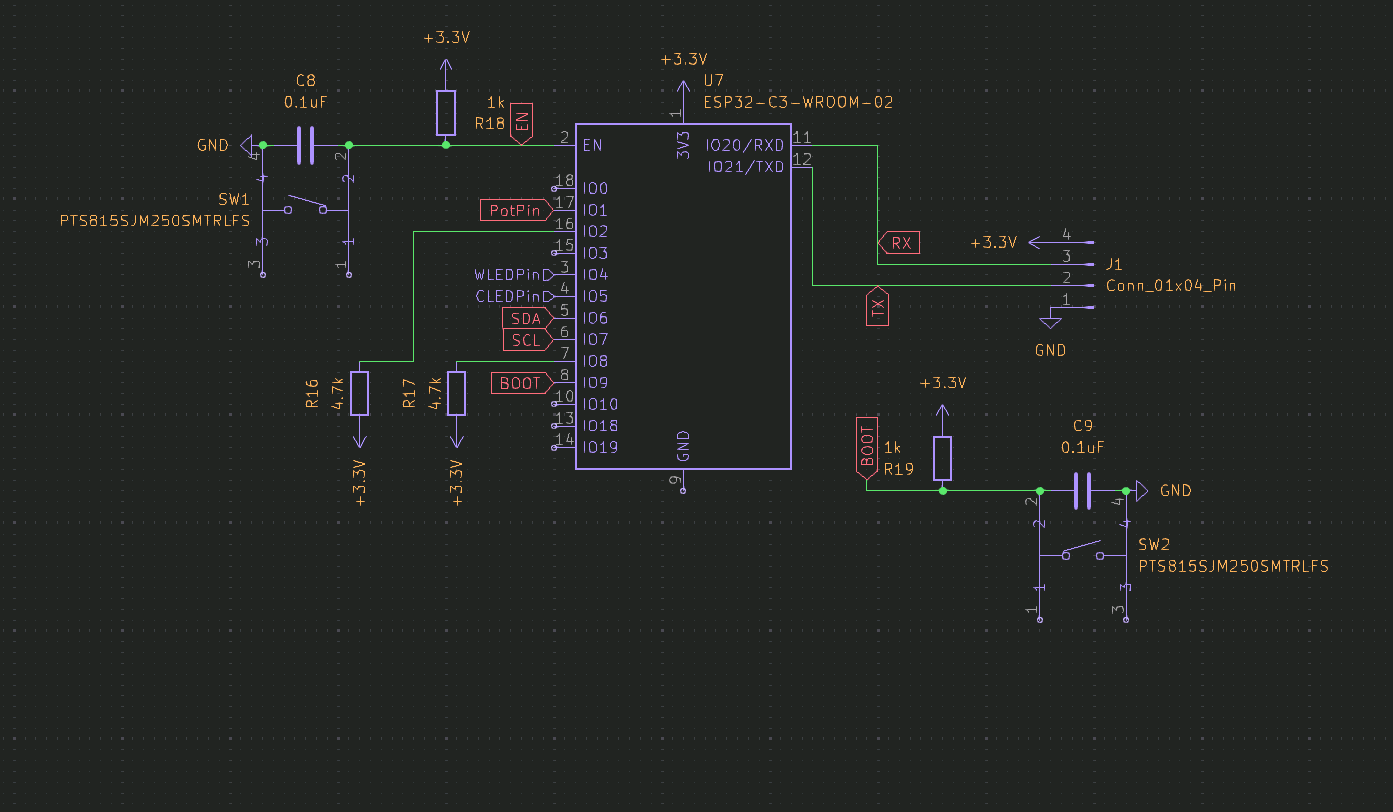 +3.3V
+3.3V
C8
0.1uF
U7
ESP32-C3-WROOM-02
1k
R18
EN
1
GND
4
2
2
EN
3V3
IO20/RXD
11
IO21/TXD
12
4
2
18
IO0
SW1
PTS815SJM250SMTRLFS
PotPin
17
IO1
16
IO2
3
1
15
IO3
3
1
WLEDPin
3
IO4
CLEDPin
4
IO5
SDA
5
IO6
SCL
6
IO7
7
IO8
BOOT
8
IO9
10
IO10
13
IO18
14
IO19
GND
9
RX
TX
+3.3V
4
3
J1
2
Conn_01x04_Pin
1
GND
R16
4.7k
R17
4.7k
+3.3V
+3.3V
+3.3V
BOOT
1k
R19
C9
0.1uF
GND
2
4
2
4
SW2
PTS815SJM250SMTRLFS
1
3
1
3